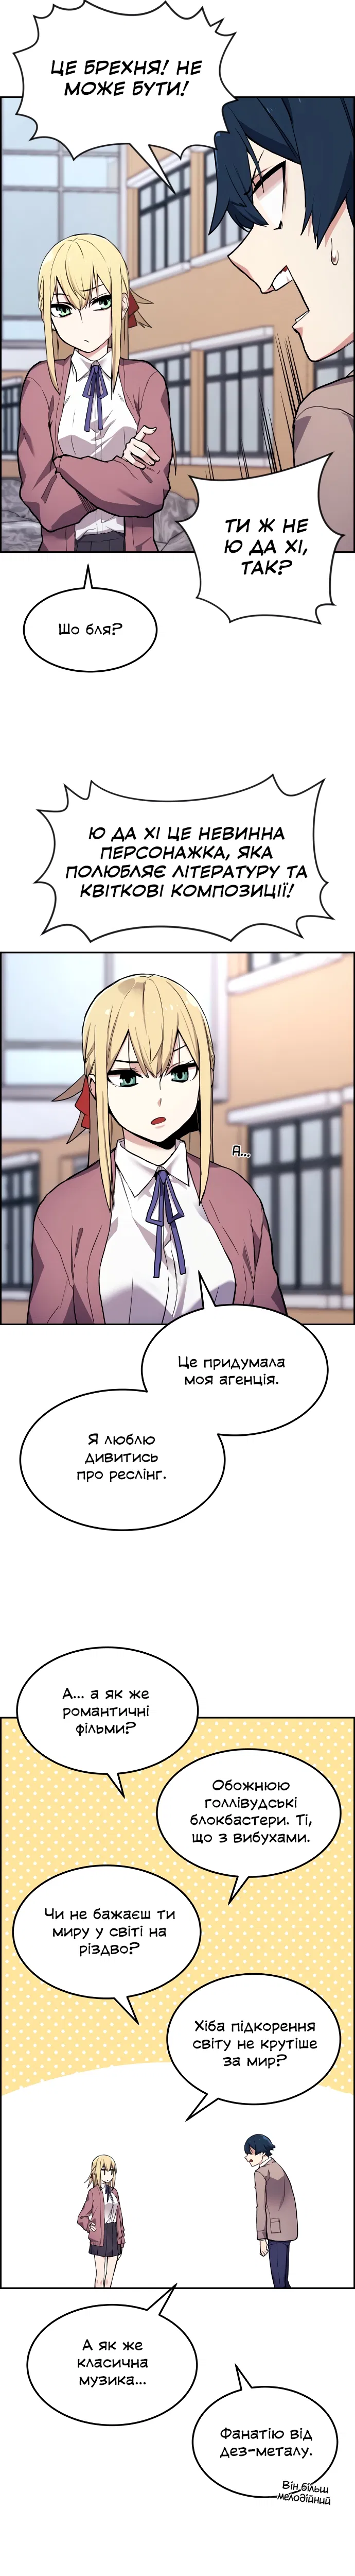 ЦЕ БРЕХНЯ! НЕ
МОЖЕ БУТИ!
ТИ Ж НЕ
Ю ДА ХІ,
ТАК?
Шо бля?
Ю ДА ХІ ЦЕ НЕВИННА
ПЕРСОНАЖКА, ЯКА
ПОЛЮБЛЯЄ ЛІТЕРАТУРУ ТА
КВІТКОВІ КОМПОЗИЦІЇ!
А...
Це придумала
моя агенція.
Я люблю
дивитись
про реслінг.
А... а як же
романтичні
фільми?
Обожнюю
голлівудські
блокбастери. Ті,
що з вибухами.
Чи не бажаєш ти
миру у світі на
різдво?
Хіба підкорення
світу не крутіше
за мир?
А як же
класична
музика...
Фанатію від
дез-металу.
Він більш
мелодійний